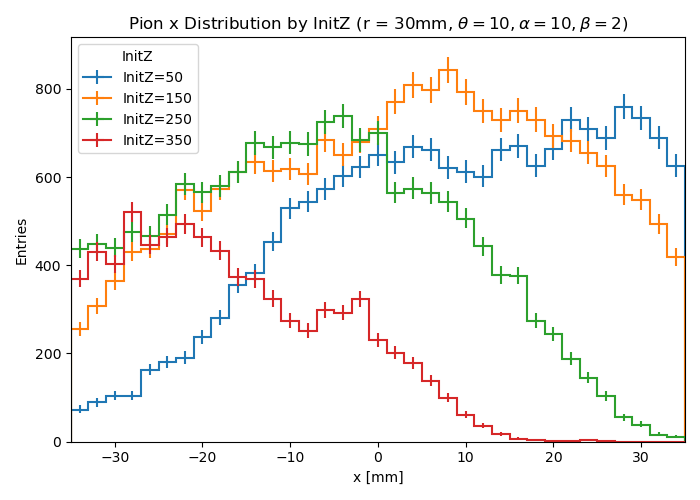 Pion x Distribution by InitZ (r = 30mm, θ = 10, α = 10, β = 2)
InitZ
InitZ=50
InitZ=150
InitZ=250
InitZ=350
Entries
800
600
400
200
0
−30 −20 −10 0 10 20 30
x [mm]